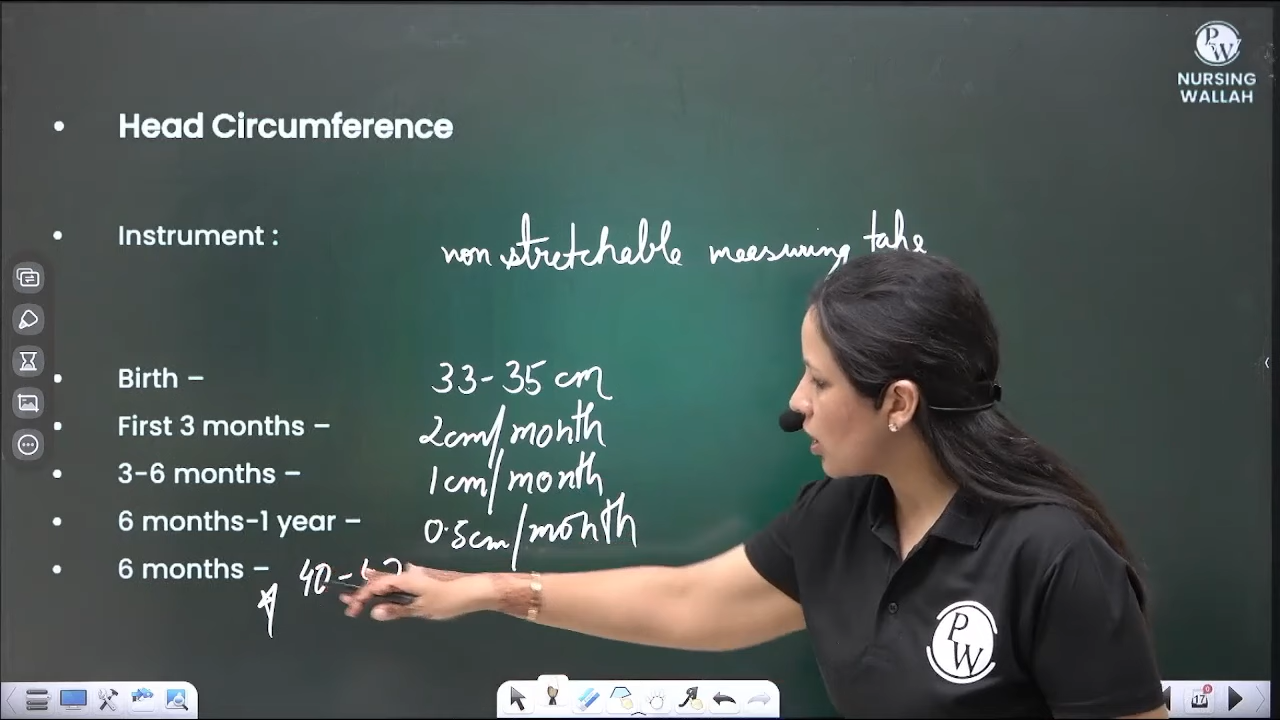 PW
NURSING
WALLAH
• Head Circumference
• Instrument : non stretchable measuring tape
• Birth – 33-35 cm
• First 3 months – 2cm/month
• 3-6 months – 1cm/month
• 6 months-1 year – 0.5cm/month
• 6 months – 40-
PW